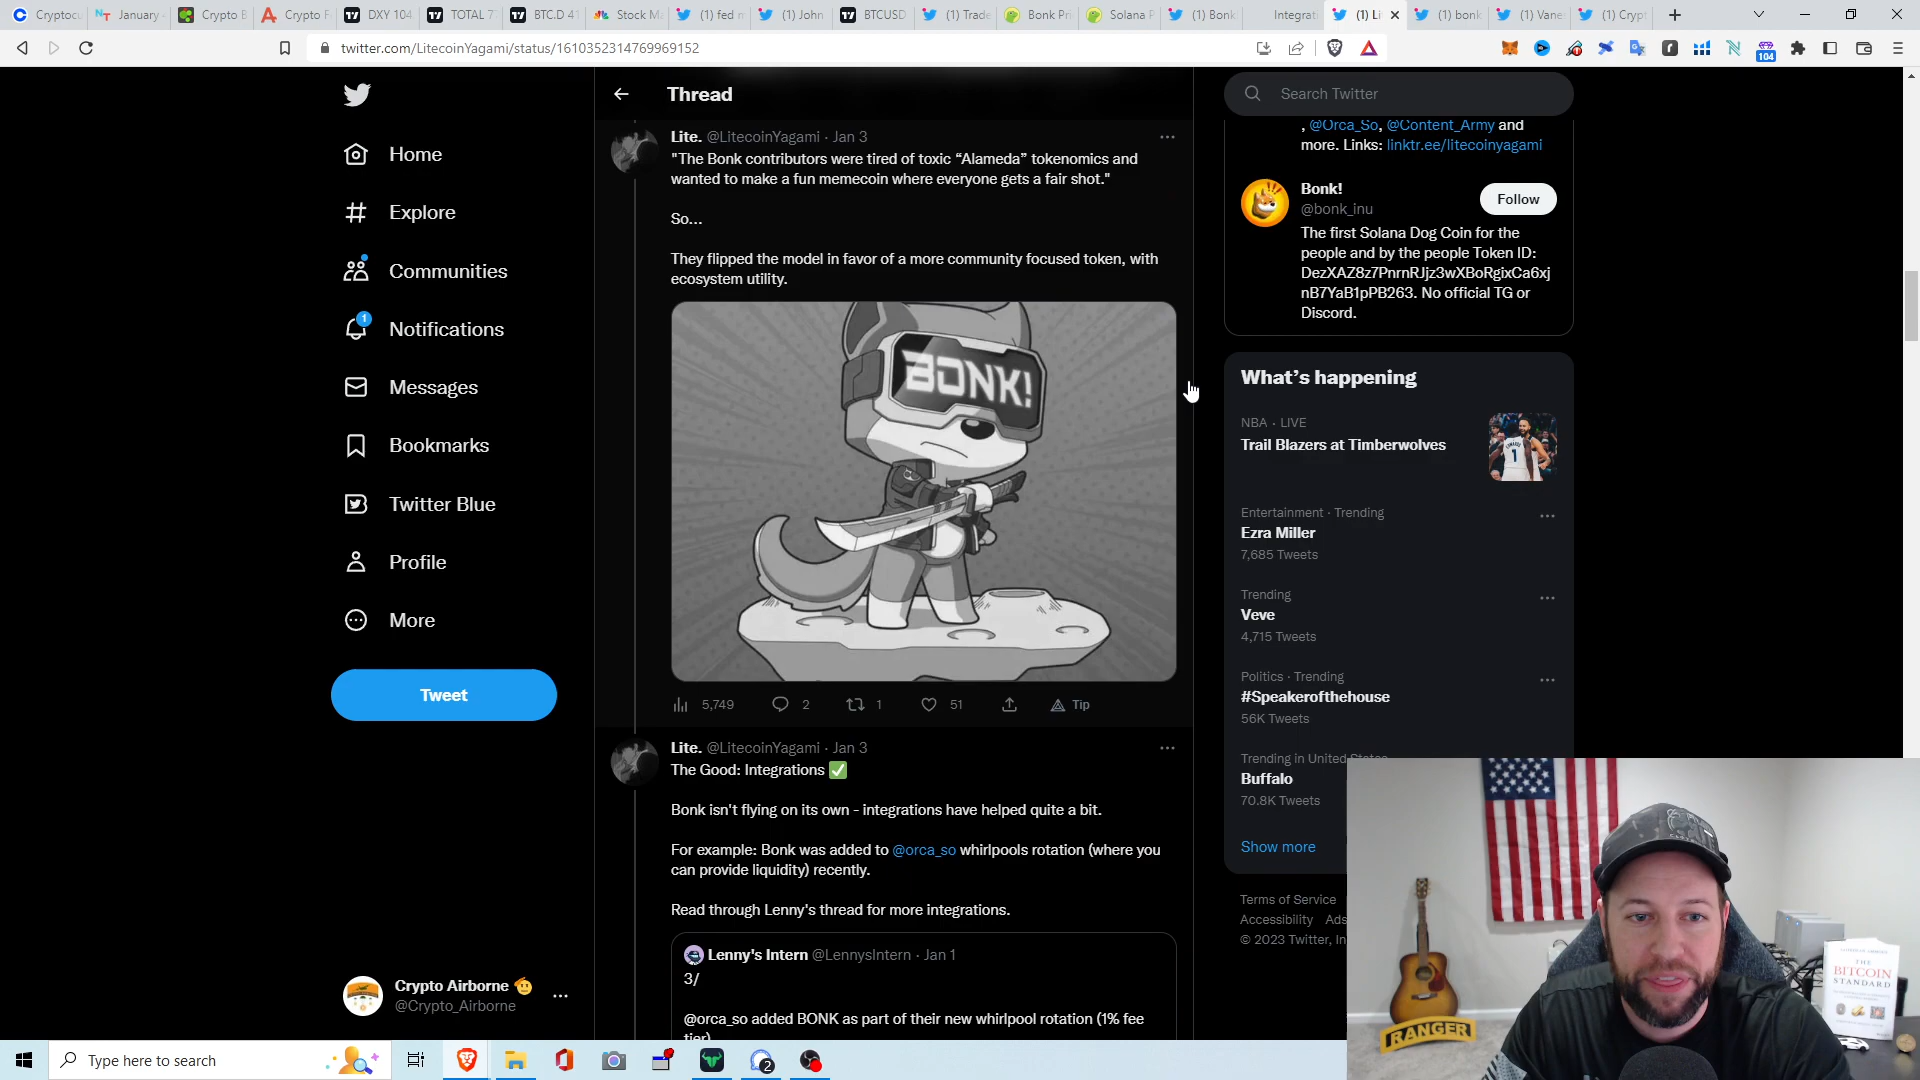 Cryptocu
January
Crypto B
Crypto F
DXY 104
TOTAL 7
BTC.D 41
Stock Ma
(1) fed m
(1) John
BTCUSD
(1) Trade
Bonk Pri
Solana P
(1) Bonk
Integrati
(1) Li
(1) bonk
(1) Vane
(1) Crypt
twitter.com/LitecoinYagami/status/1610352314769969152
104
Home
Explore
Communities
1
Notifications
Messages
Bookmarks
Twitter Blue
Profile
More
Tweet
Crypto Airborne
@Crypto_Airborne
Thread
Lite. @LitecoinYagami · Jan 3
"The Bonk contributors were tired of toxic “Alameda” tokenomics and
wanted to make a fun memecoin where everyone gets a fair shot."
So...
They flipped the model in favor of a more community focused token, with
ecosystem utility.
BONK!
5,749
2
1
51
Tip
Lite. @LitecoinYagami · Jan 3
The Good: Integrations ✅
Bonk isn't flying on its own - integrations have helped quite a bit.
For example: Bonk was added to @orca_so whirlpools rotation (where you
can provide liquidity) recently.
Read through Lenny's thread for more integrations.
Lenny's Intern @LennysIntern · Jan 1
3/
@orca_so added BONK as part of their new whirlpool rotation (1% fee
tier)
Search Twitter
, @Orca_So, @Content_Army and
more. Links: linktr.ee/litecoinyagami
Bonk!
@bonk_inu
Follow
The first Solana Dog Coin for the
people and by the people Token ID:
DezXAZ8z7PnrnRJjz3wXBoRgixCa6xj
nB7YaB1pPB263. No official TG or
Discord.
What’s happening
NBA · LIVE
Trail Blazers at Timberwolves
Entertainment · Trending
Ezra Miller
7,685 Tweets
Trending
Veve
4,715 Tweets
Politics · Trending
#Speakerofthehouse
56K Tweets
Trending in United States
Buffalo
70.8K Tweets
Show more
Terms of Service
Accessibility Ads
© 2023 Twitter, In
RANGER
THE
BITCOIN
STANDARD
Type here to search
2